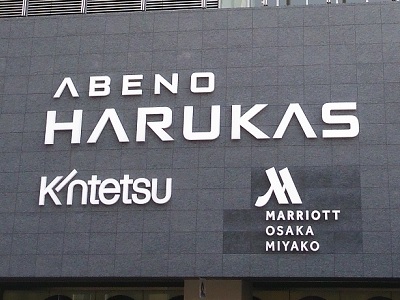 ABENO
HARUKAS
Kintetsu
MARRIOTT
OSAKA
MIYAKO